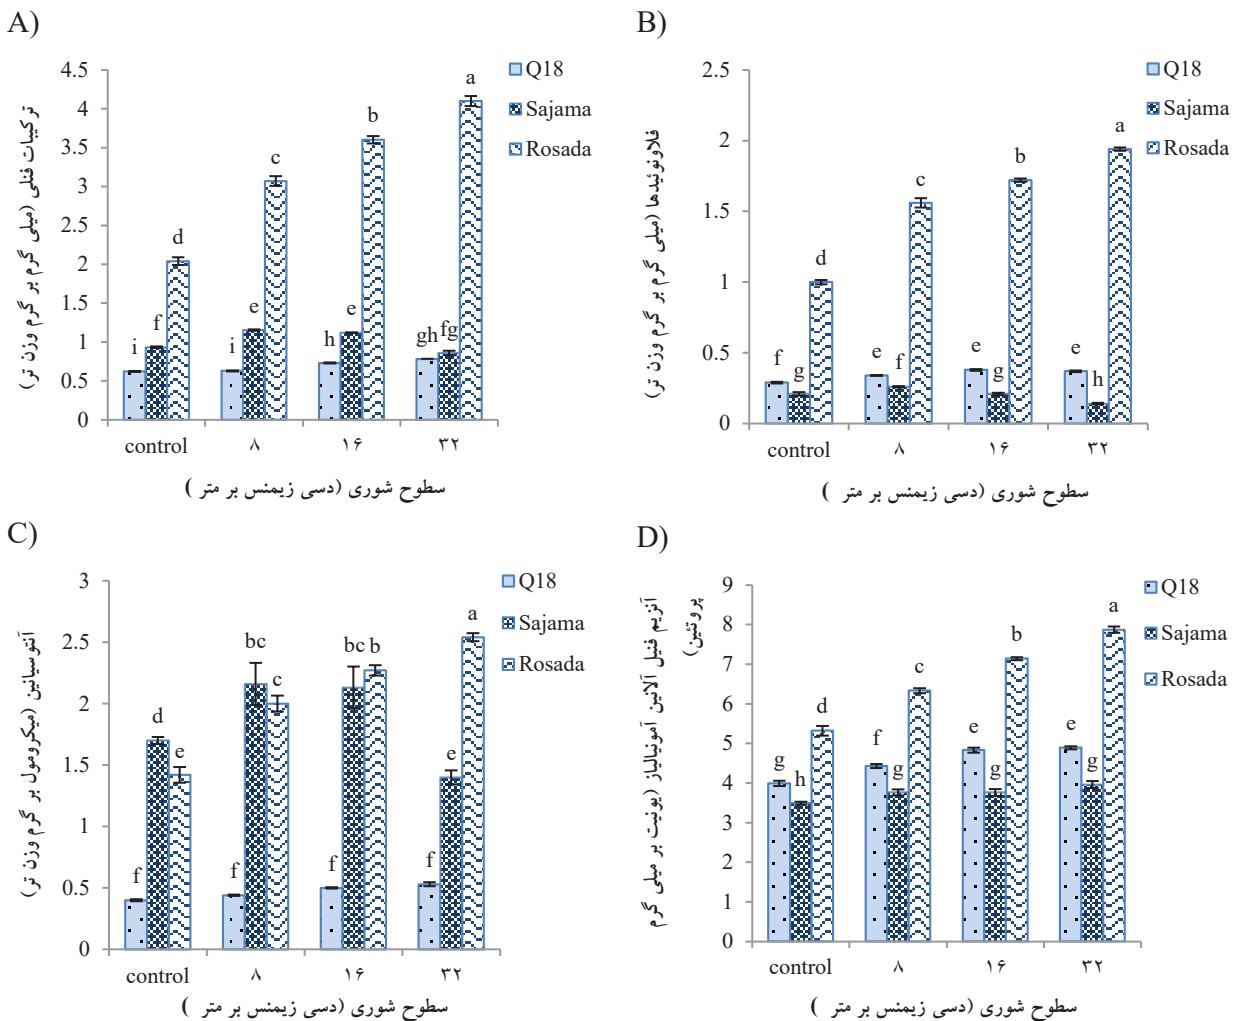 A)
ترکیبات فنلی (میلی گرم بر گرم وزن تر)
4.5
4
3.5
3
2.5
2
1.5
1
0.5
0
i
f
d
i
e
c
h
e
b
gh
fg
a
control
۸
۱۶
۳۲
سطوح شوری (دسی زیمنس بر متر )
Q18
Sajama
Rosada
B)
فلاونوئیدها (میلی گرم بر گرم وزن تر)
2.5
2
1.5
1
0.5
0
f
g
d
e
f
c
e
g
b
e
h
a
control
۸
۱۶
۳۲
سطوح شوری (دسی زیمنس بر متر )
Q18
Sajama
Rosada
C)
آنتوسیانین (میکرومول بر گرم وزن تر)
3
2.5
2
1.5
1
0.5
0
f
d
e
f
bc
c
f
bc
b
f
e
a
control
۸
۱۶
۳۲
سطوح شوری (دسی زیمنس بر متر )
Q18
Sajama
Rosada
D)
آنزیم فنیل آلانین آمونیالیاز (یونیت بر میلی گرم
پروتئین)
9
8
7
6
5
4
3
2
1
0
g
h
d
f
g
c
e
g
b
e
g
a
control
۸
۱۶
۳۲
سطوح شوری (دسی زیمنس بر متر )
Q18
Sajama
Rosada